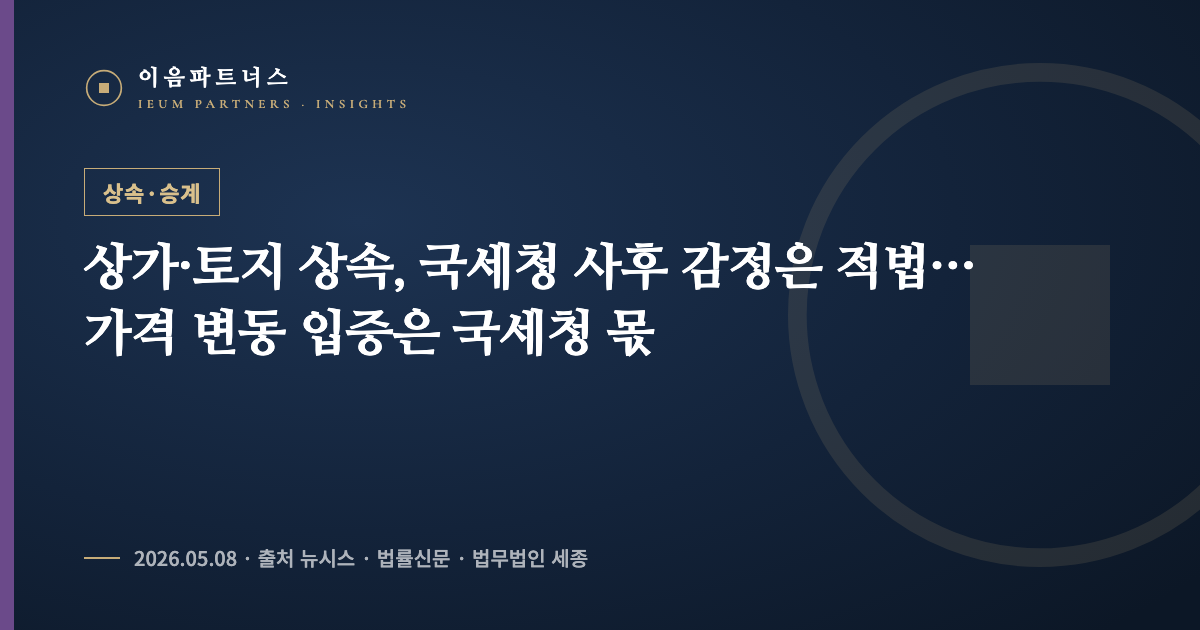 이음파트너스
IEUM PARTNERS · INSIGHTS
상속·승계
상가·토지 상속, 국세청 사후 감정은 적법…
가격 변동 입증은 국세청 몫
2026.05.08 · 출처 뉴시스 · 법률신문 · 법무법인 세종